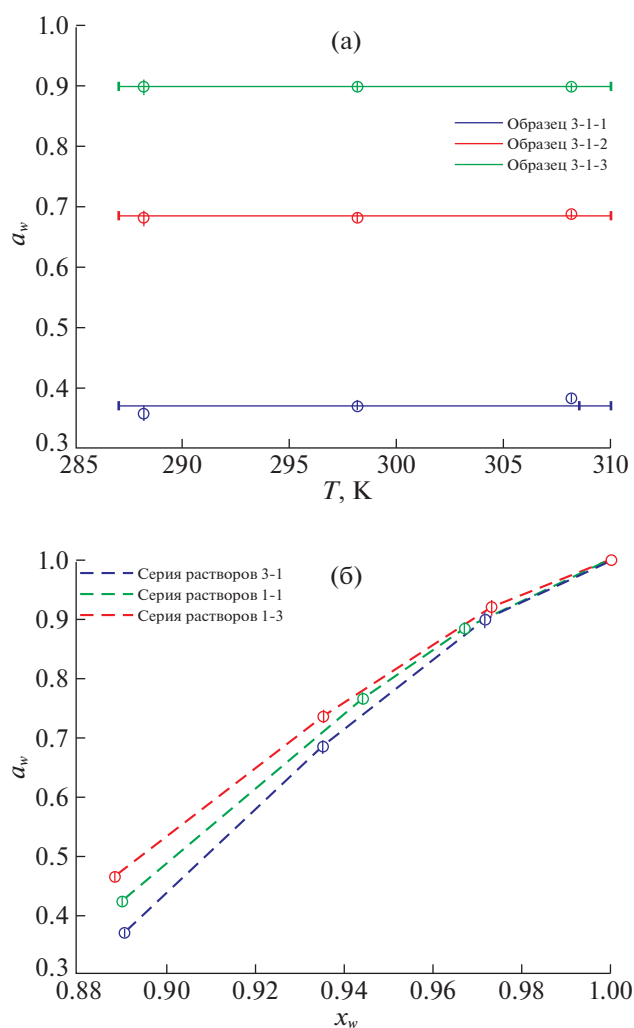 1.0
(а)
0.9
Образец 3-1-1
Образец 3-1-2
Образец 3-1-3
0.8
0.7
a_w
0.6
0.5
0.4
0.3
285 290 295 300 305 310
T, K
1.0
Серия растворов 3-1
(б)
Серия растворов 1-1
Серия растворов 1-3
0.9
0.8
0.7
a_w
0.6
0.5
0.4
0.3
0.88 0.90 0.92 0.94 0.96 0.98 1.00
x_w